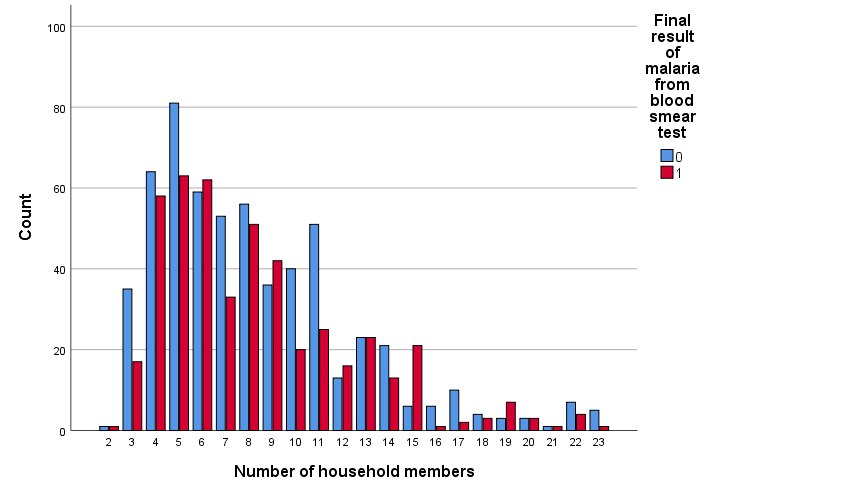 100
80
60
40
20
0
Count
2 3 4 5 6 7 8 9 10 11 12 13 14 15 16 17 18 19 20 21 22 23
Number of household members
Final
result
of
malaria
from
blood
smear
test
0
1